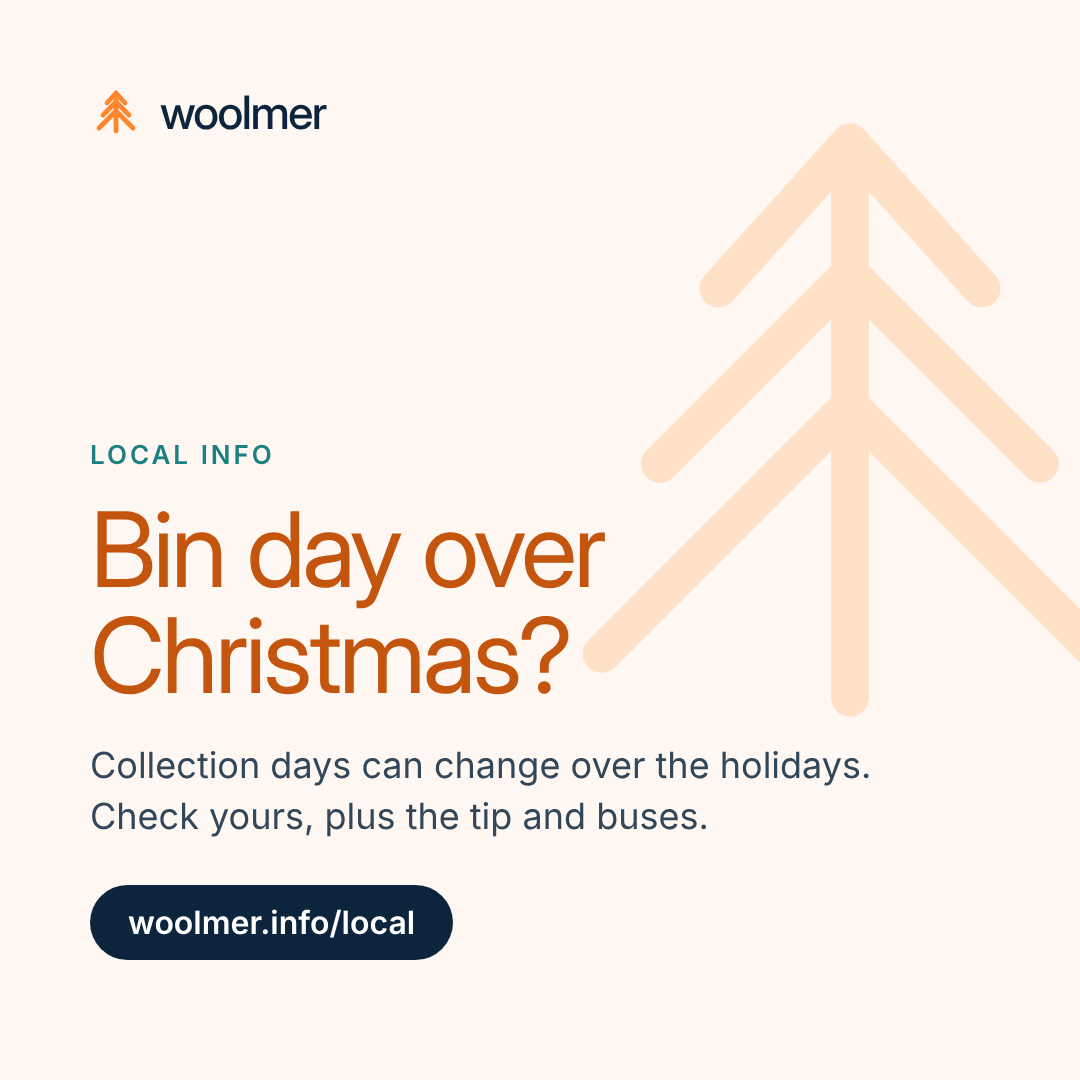 woolmer
LOCAL INFO
Bin day over
Christmas?
Collection days can change over the holidays.
Check yours, plus the tip and buses.
woolmer.info/local